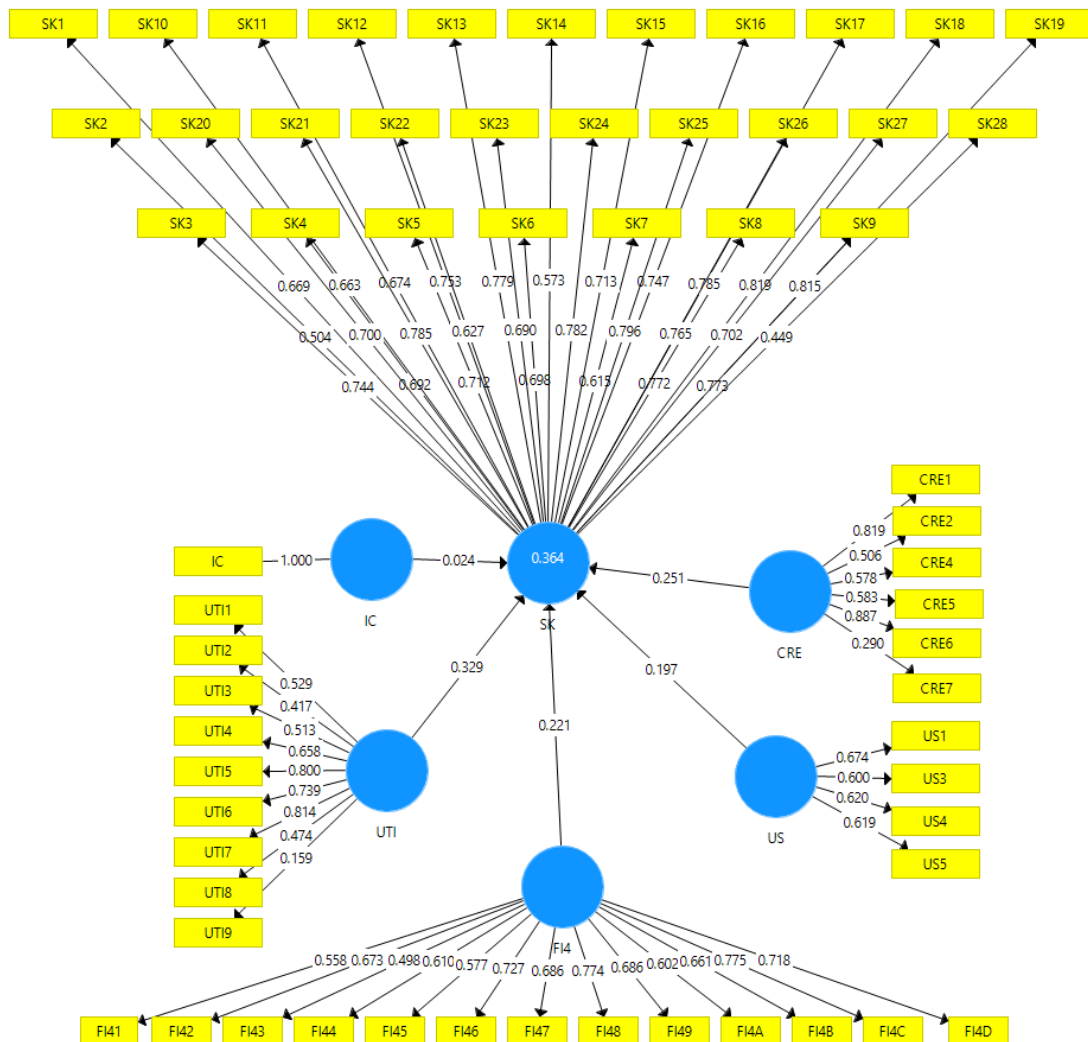 SK1 SK10 SK11 SK12 SK13 SK14 SK15 SK16 SK17 SK18 SK19
SK2 SK20 SK21 SK22 SK23 SK24 SK25 SK26 SK27 SK28
SK3 SK4 SK5 SK6 SK7 SK8 SK9
0.669 0.663 0.674 0.753 0.779 0.573 0.713 0.747 0.785 0.819 0.815
0.504 0.700 0.785 0.627 0.690 0.782 0.796 0.765 0.702 0.449
0.744 0.692 0.712 0.698 0.615 0.772 0.773
CRE1
CRE2
0.819
0.506
IC 1.000 0.024 0.364 0.251 0.578 CRE4
0.583 CRE5
IC SK CRE
0.887 CRE6
0.290
CRE7
UTI1
UTI2
UTI3
UTI4
UTI5
UTI6
UTI7
UTI8
UTI9
0.529
0.417
0.513
0.658
0.800
0.739
0.814
0.474
0.159
UTI
0.329
0.221
0.197
US
0.674 US1
0.600 US3
0.620 US4
0.619 US5
FI4
0.558 0.673 0.498 0.610 0.577 0.727 0.686 0.774 0.686 0.602 0.661 0.775 0.718
FI41 FI42 FI43 FI44 FI45 FI46 FI47 FI48 FI49 FI4A FI4B FI4C FI4D